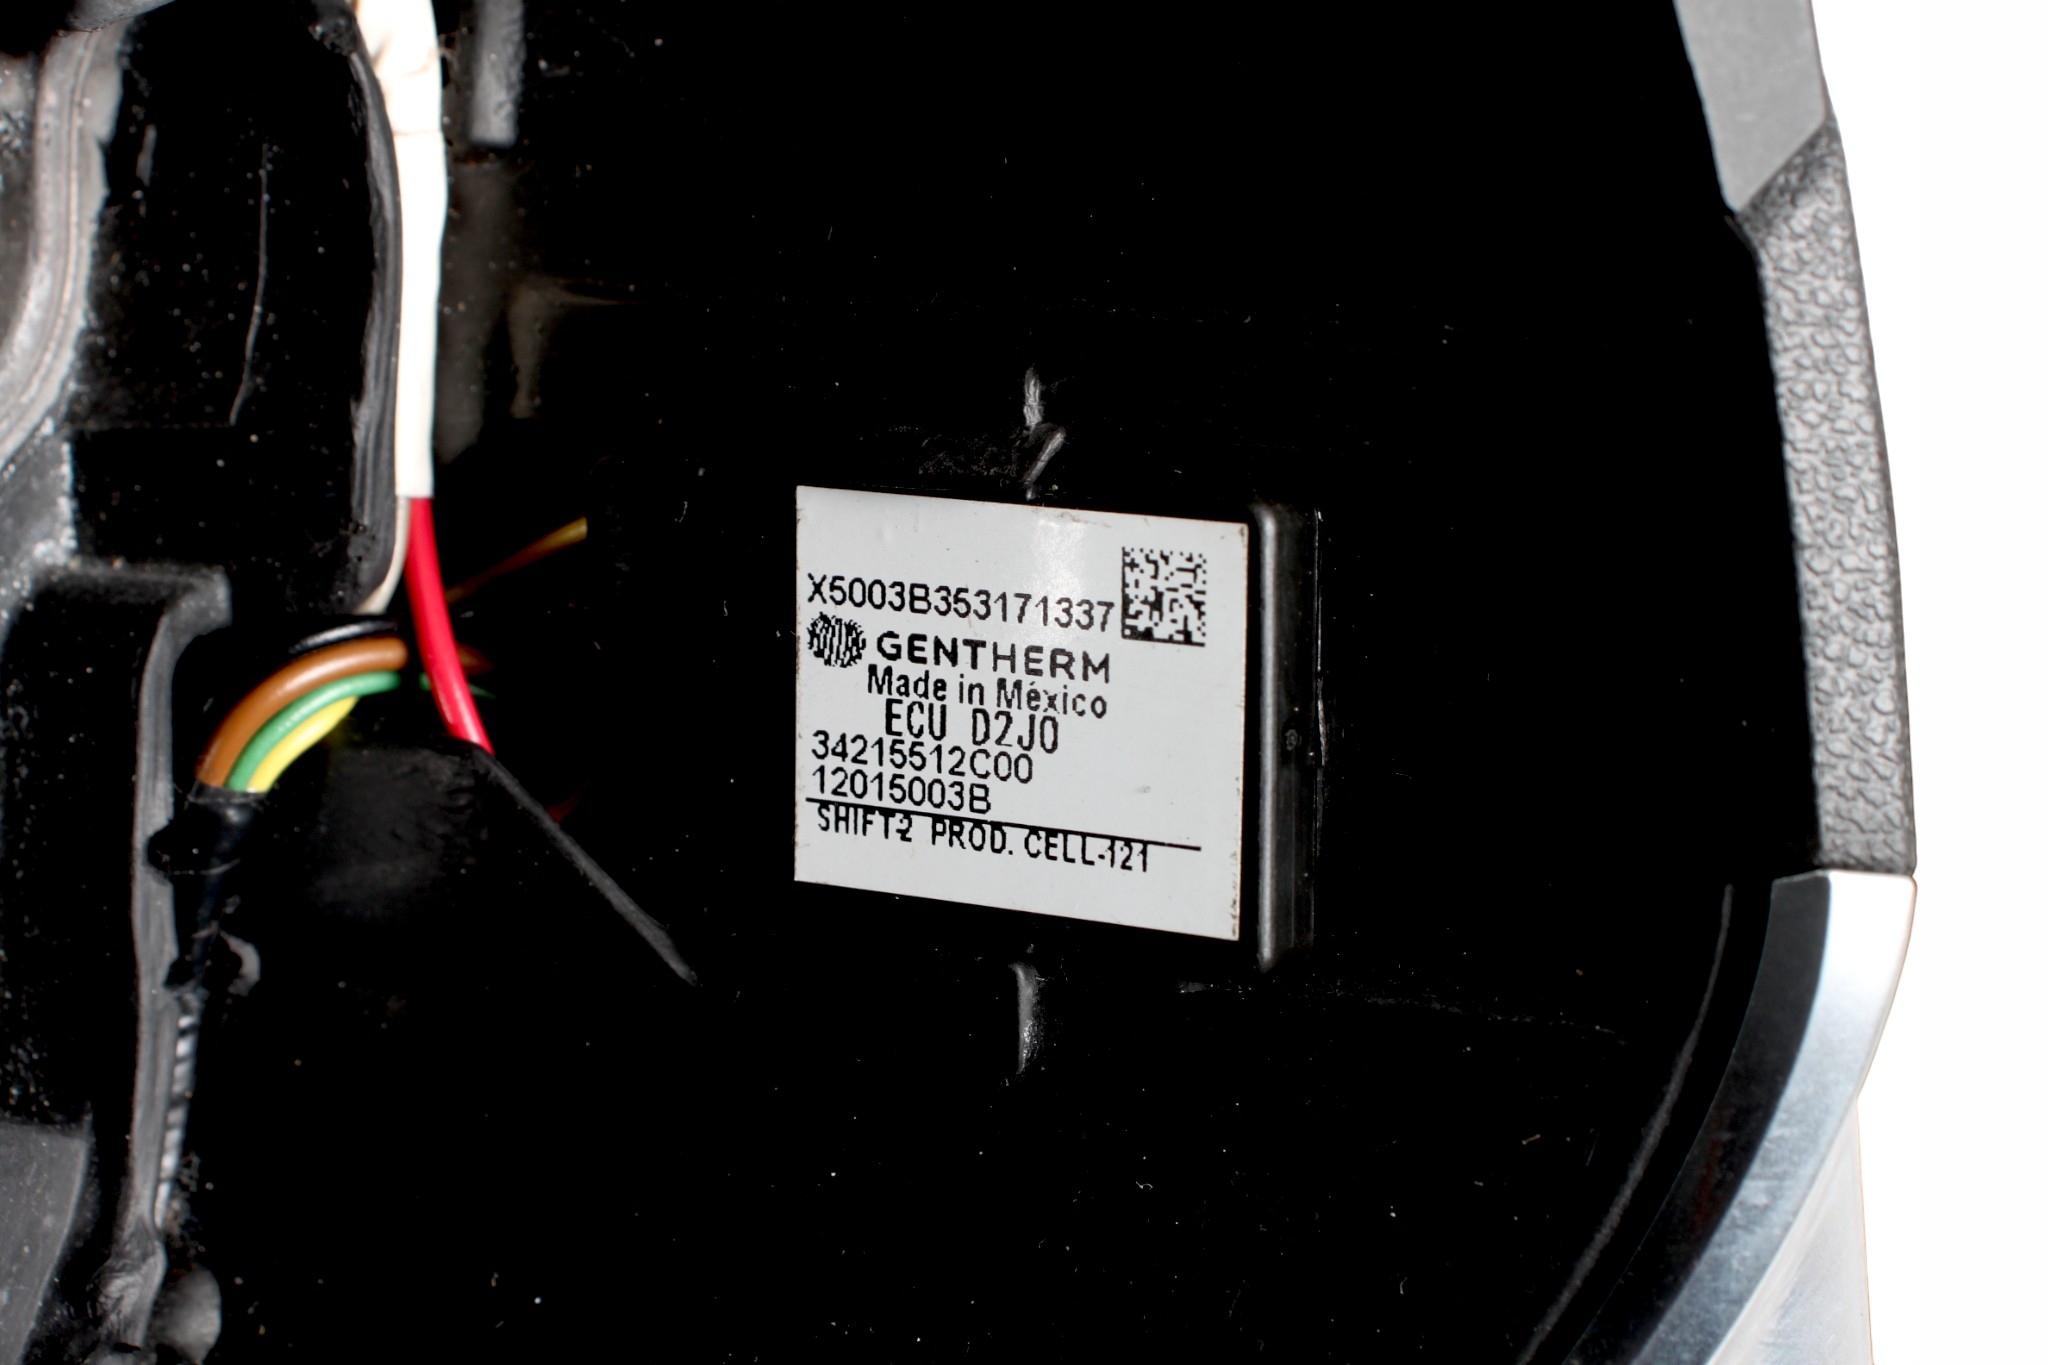 X5003B353171337
GENTHERM
Made in México
ECU D2J0
34215512C00
12015003B
SHIFT-2 PROD. CELL-121